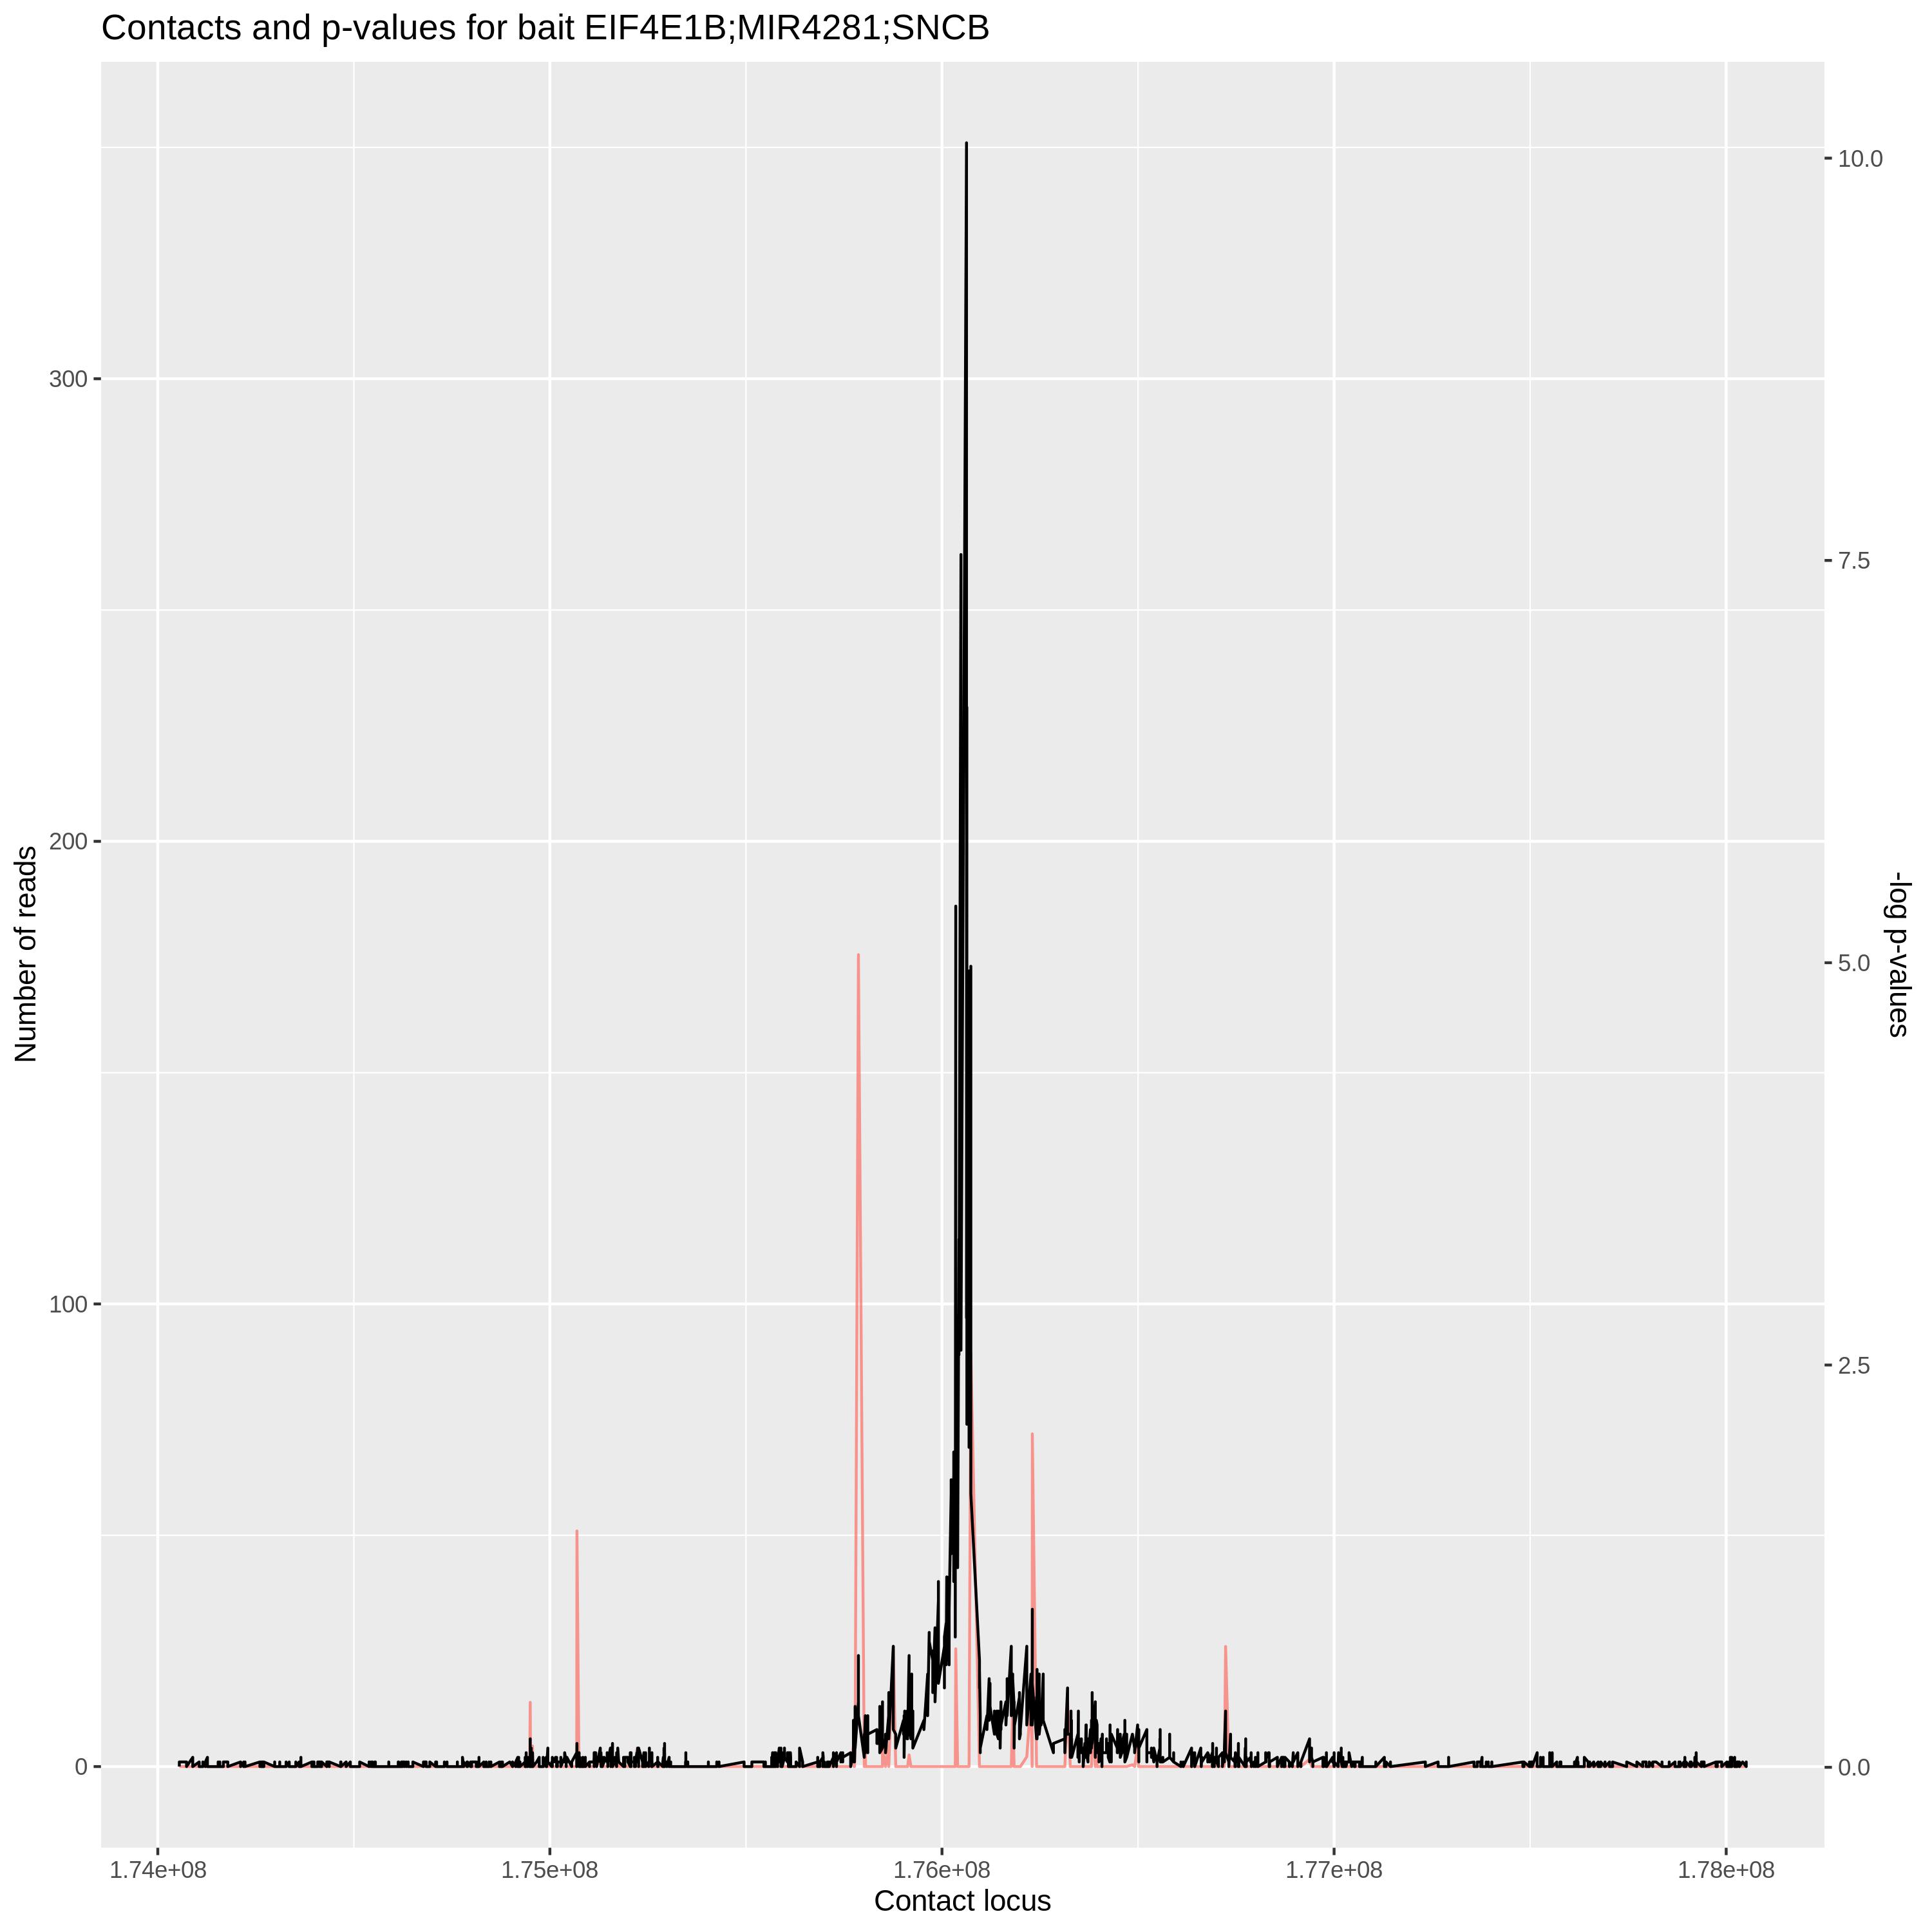 Contacts and p-values for bait EIF4E1B;MIR4281;SNCB
Number of reads
300
200
100
0
10.0
7.5
5.0
2.5
0.0
-log p-values
1.74e+08
1.75e+08
1.76e+08
1.77e+08
1.78e+08
Contact locus